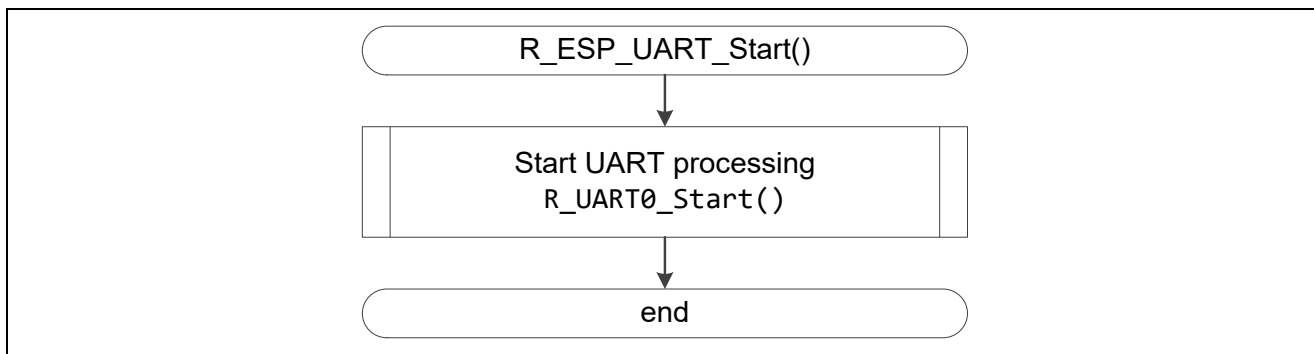 R_ESP_UART_Start()
Start UART processing
R_UART0_Start()
end